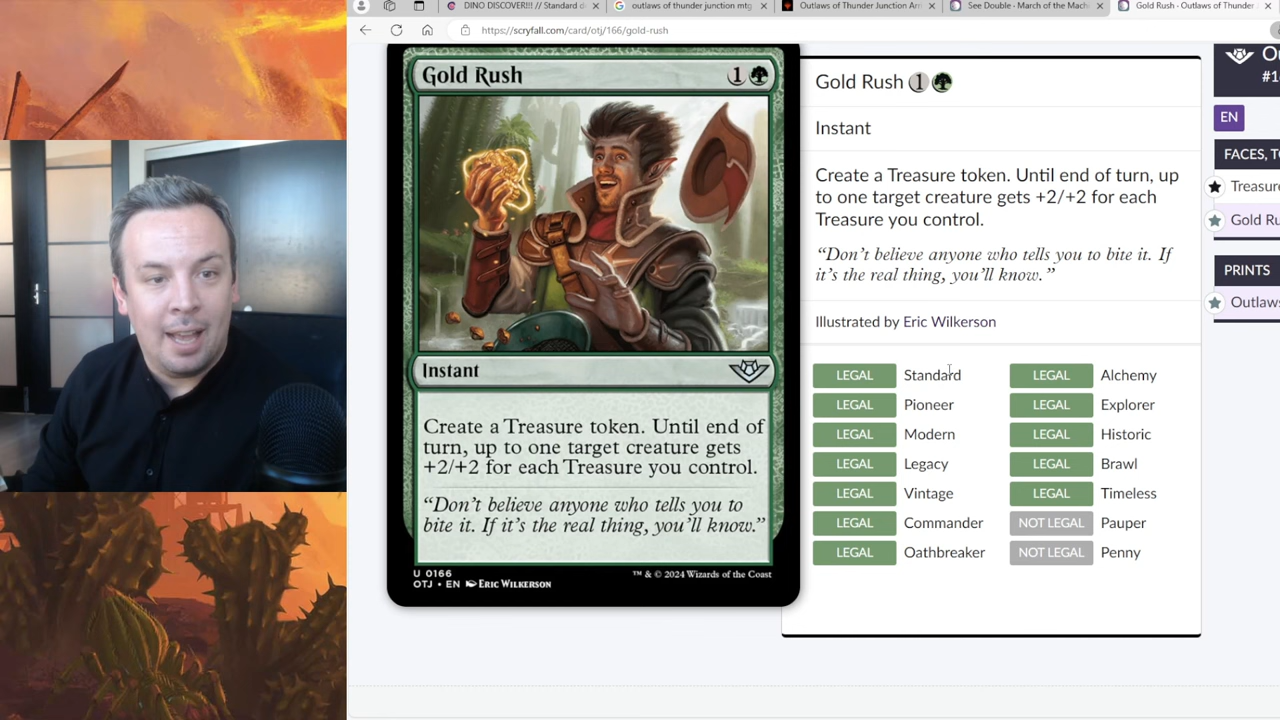 DINO DISCOVER!!! // Standard d
outlaws of thunder junction mtg
Outlaws of Thunder Junction Art
See Double - March of the Mach
Gold Rush - Outlaws of Thunder
https://scryfall.com/card/otj/166/gold-rush
Gold Rush 1
Instant
Create a Treasure token. Until end of
turn, up to one target creature gets
+2/+2 for each Treasure you control.
“Don’t believe anyone who tells you to
bite it. If it’s the real thing, you’ll know.”
U 0166
OTJ • EN Eric Wilkerson
™ & © 2024 Wizards of the Coast
Gold Rush 1
Instant
Create a Treasure token. Until end of turn, up
to one target creature gets +2/+2 for each
Treasure you control.
“Don’t believe anyone who tells you to bite it. If
it’s the real thing, you’ll know.”
Illustrated by Eric Wilkerson
LEGAL Standard LEGAL Alchemy
LEGAL Pioneer LEGAL Explorer
LEGAL Modern LEGAL Historic
LEGAL Legacy LEGAL Brawl
LEGAL Vintage LEGAL Timeless
LEGAL Commander NOT LEGAL Pauper
LEGAL Oathbreaker NOT LEGAL Penny
#1
EN
FACES, T
Treasure
Gold Ru
PRINTS
Outlaw